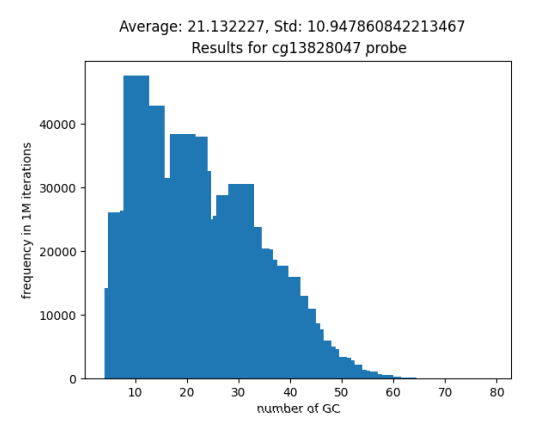 Average: 21.132227, Std: 10.947860842213467
Results for cg13828047 probe
frequency in 1M iterations
40000
30000
20000
10000
0
10 20 30 40 50 60 70 80
number of GC